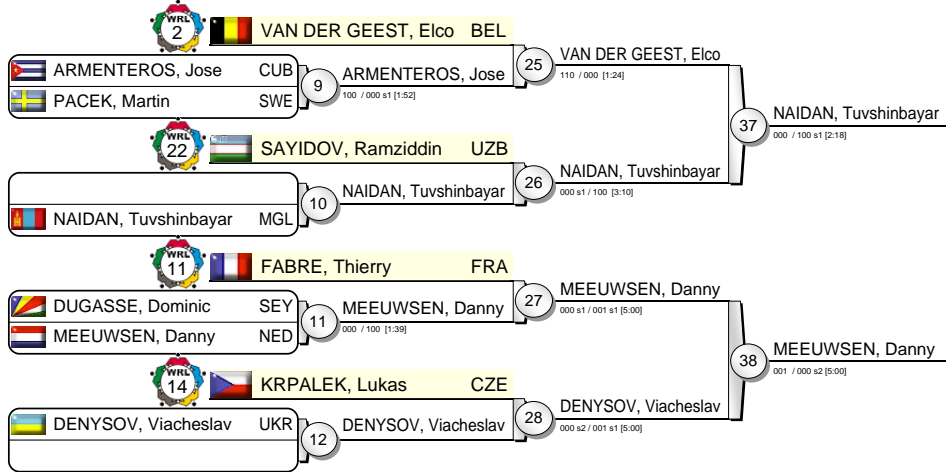 WRL
2
VAN DER GEEST, Elco BEL
ARMENTEROS, Jose CUB
PACEK, Martin SWE
9
ARMENTEROS, Jose
100 / 000 s1 [1:52]
25
VAN DER GEEST, Elco
110 / 000 [1:24]
WRL
22
SAYIDOV, Ramziddin UZB
NAIDAN, Tuvshinbayar MGL
10
NAIDAN, Tuvshinbayar
26
NAIDAN, Tuvshinbayar
000 s1 / 100 [3:10]
37
NAIDAN, Tuvshinbayar
000 / 100 s1 [2:18]
WRL
11
FABRE, Thierry FRA
DUGASSE, Dominic SEY
MEEUWSEN, Danny NED
11
MEEUWSEN, Danny
000 / 100 [1:39]
27
MEEUWSEN, Danny
000 s1 / 001 s1 [5:00]
WRL
14
KRPALEK, Lukas CZE
DENYSOV, Viacheslav UKR
12
DENYSOV, Viacheslav
28
DENYSOV, Viacheslav
000 s2 / 001 s1 [5:00]
38
MEEUWSEN, Danny
001 / 000 s2 [5:00]